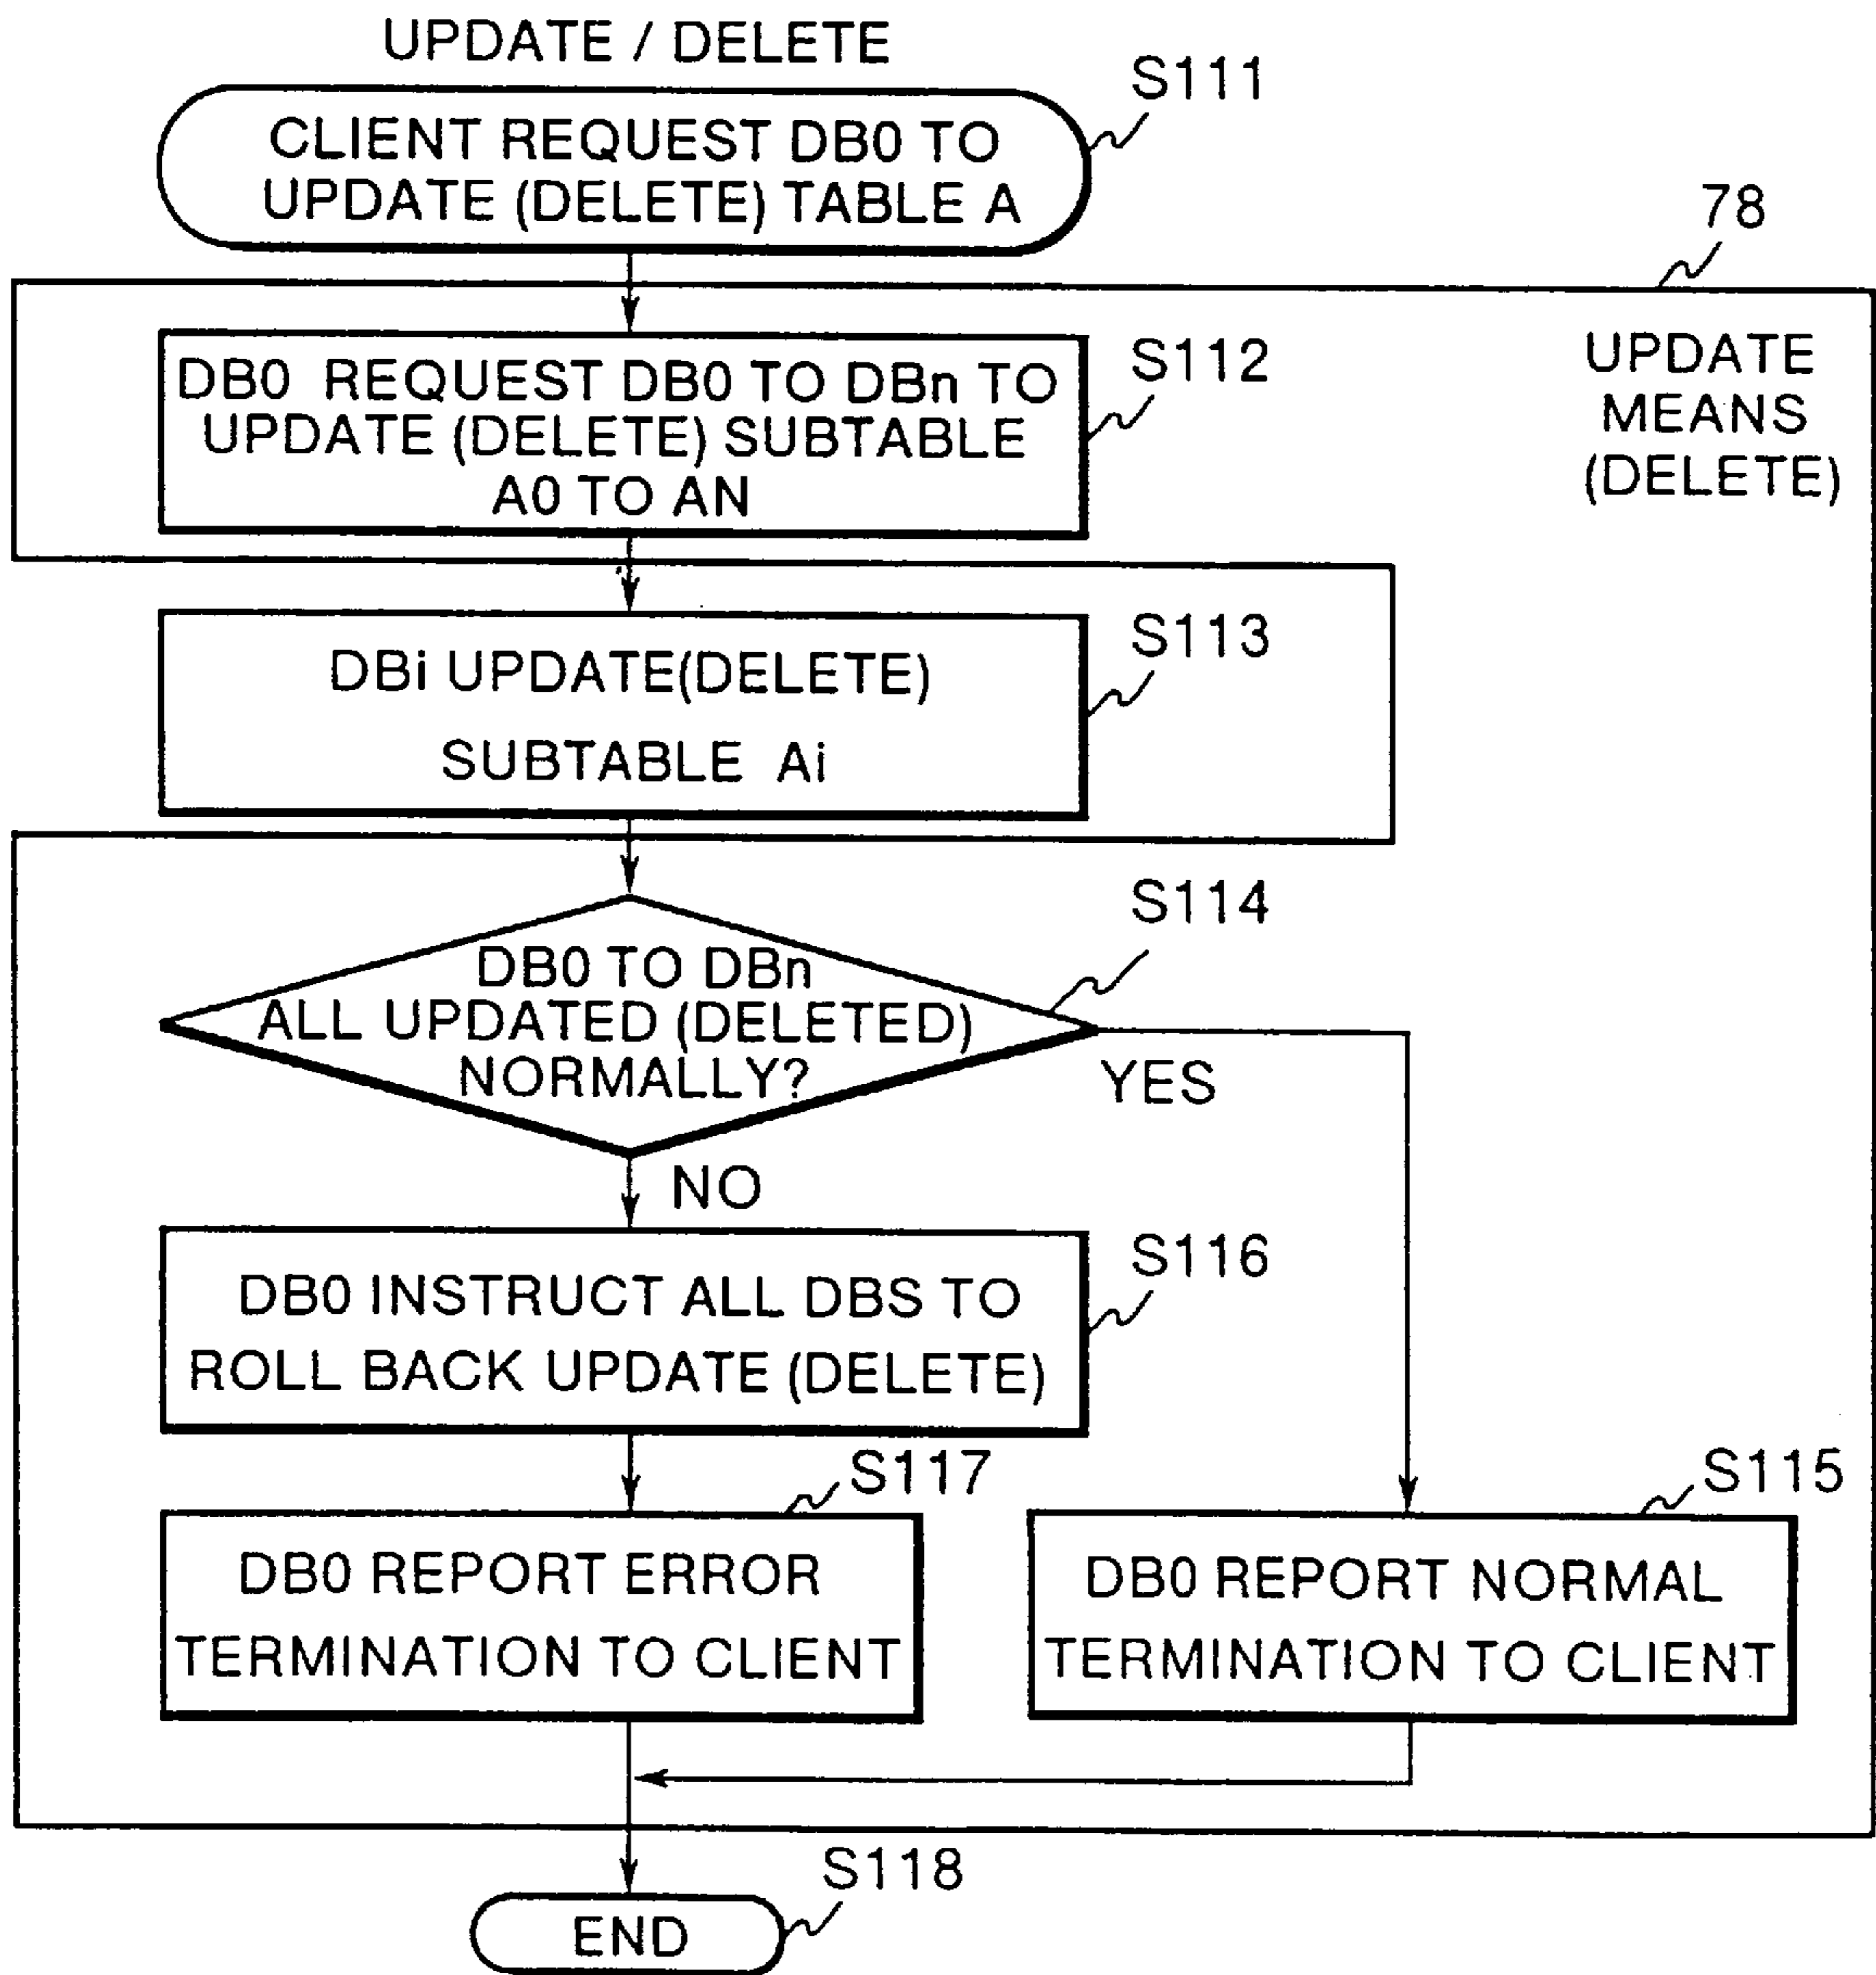 UPDATE / DELETE
S111
CLIENT REQUEST DB0 TO
UPDATE (DELETE) TABLE A
78
UPDATE
MEANS
(DELETE)
S112
DB0 REQUEST DB0 TO DBn TO
UPDATE (DELETE) SUBTABLE
A0 TO AN
S113
DBi UPDATE(DELETE)
SUBTABLE Ai
S114
DB0 TO DBn
ALL UPDATED (DELETED)
NORMALLY?
YES
NO
S116
DB0 INSTRUCT ALL DBS TO
ROLL BACK UPDATE (DELETE)
S117
DB0 REPORT ERROR
TERMINATION TO CLIENT
S115
DB0 REPORT NORMAL
TERMINATION TO CLIENT
S118
END